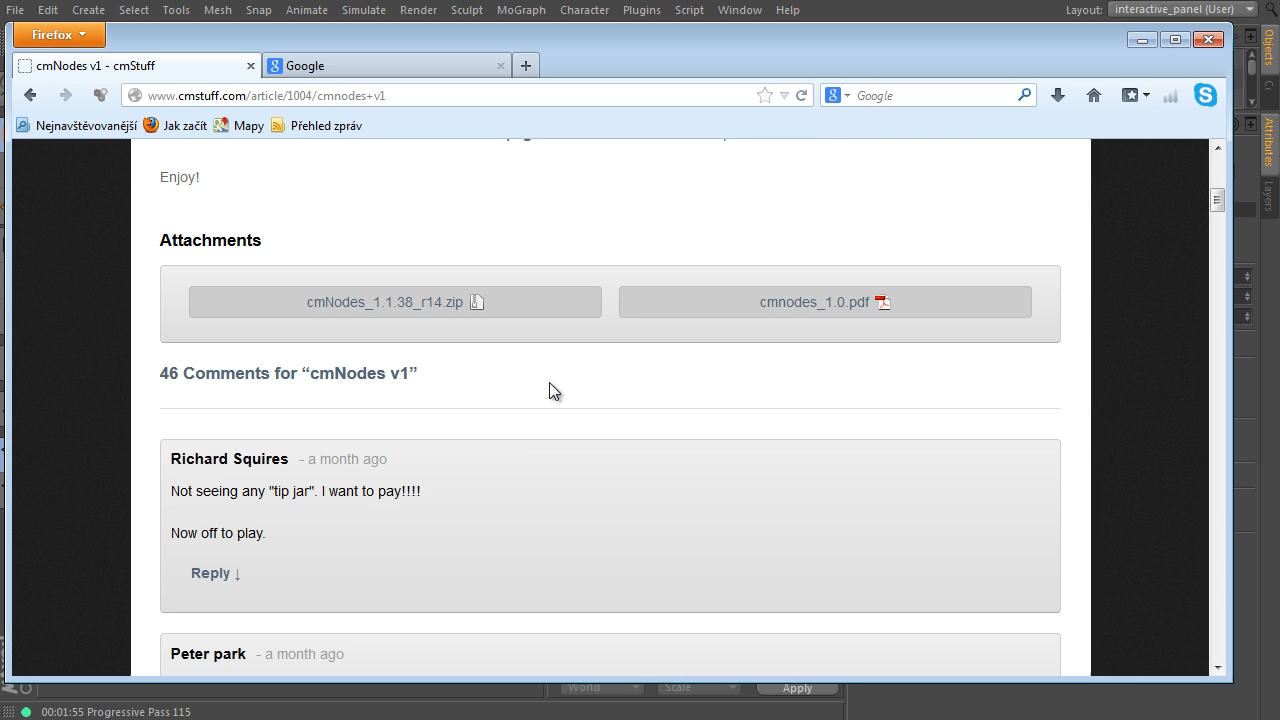 File Edit Create Select Tools Mesh Snap Animate Simulate Render Sculpt MoGraph Character Plugins Script Window Help Layout: interactive_panel (User)
Firefox
cmNodes v1 - cmStuff Google
www.cmstuff.com/article/1004/cmnodes+v1 Google
Nejnavštěvovanější Jak začít Mapy Přehled zpráv
Objects
Attributes
Layers
Enjoy!
Attachments
cmNodes_1.1.38_r14.zip cmnodes_1.0.pdf
46 Comments for “cmNodes v1”
Richard Squires - a month ago
Not seeing any "tip jar". I want to pay!!!!
Now off to play.
Reply ↓
Peter park - a month ago
World Scale Apply
00:01:55 Progressive Pass 115